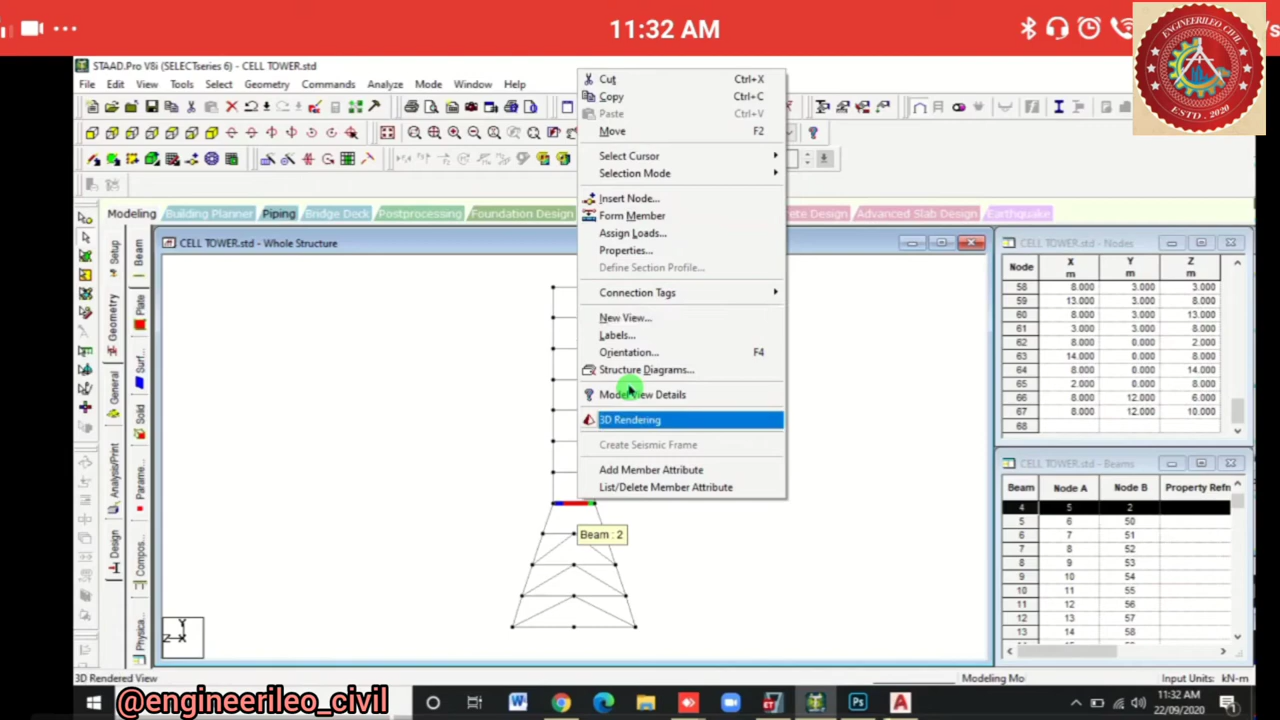 11:32 AM
ENGINEERILEO CIVIL
ESTD. 2020
STAAD.Pro V8i (SELECTseries 6) - CELL TOWER.std
File Edit View Tools Select Geometry Commands Analyze Mode Window Help
Modeling Building Planner Piping Bridge Deck Postprocessing Foundation Design Advanced Slab Design Earthquake
CELL TOWER.std - Whole Structure
Cut Ctrl+X
Copy Ctrl+C
Paste Ctrl+V
Move F2
Select Cursor
Selection Mode
Insert Node...
Form Member
Assign Loads...
Properties...
Define Section Profile...
Connection Tags
New View...
Labels...
Orientation... F4
Structure Diagrams...
Model View Details
3D Rendering
Create Seismic Frame
Add Member Attribute
List/Delete Member Attribute
Beam : 2
Setup
Geometry
General
Analysis/Print
Design
Beam
Plate
Surf...
Solid
Parame...
Compos...
Physica...
Y
Z X
CELL TOWER.std - Nodes
Node X m Y m Z m
58 8.000 3.000 3.000
59 13.000 3.000 8.000
60 8.000 3.000 13.000
61 3.000 3.000 8.000
62 8.000 0.000 2.000
63 14.000 0.000 8.000
64 8.000 0.000 14.000
65 2.000 0.000 8.000
66 8.000 12.000 6.000
67 8.000 12.000 10.000
68
CELL TOWER.std - Beams
Beam Node A Node B Property Refn
4 5 2
5 6 50
6 7 51
7 8 52
8 9 53
9 10 54
10 11 55
11 12 56
12 13 57
13 14 58
3D Rendered View
Modeling Mo
Input Units: kN-m
@engineerileo_civil
11:32 AM
22/09/2020